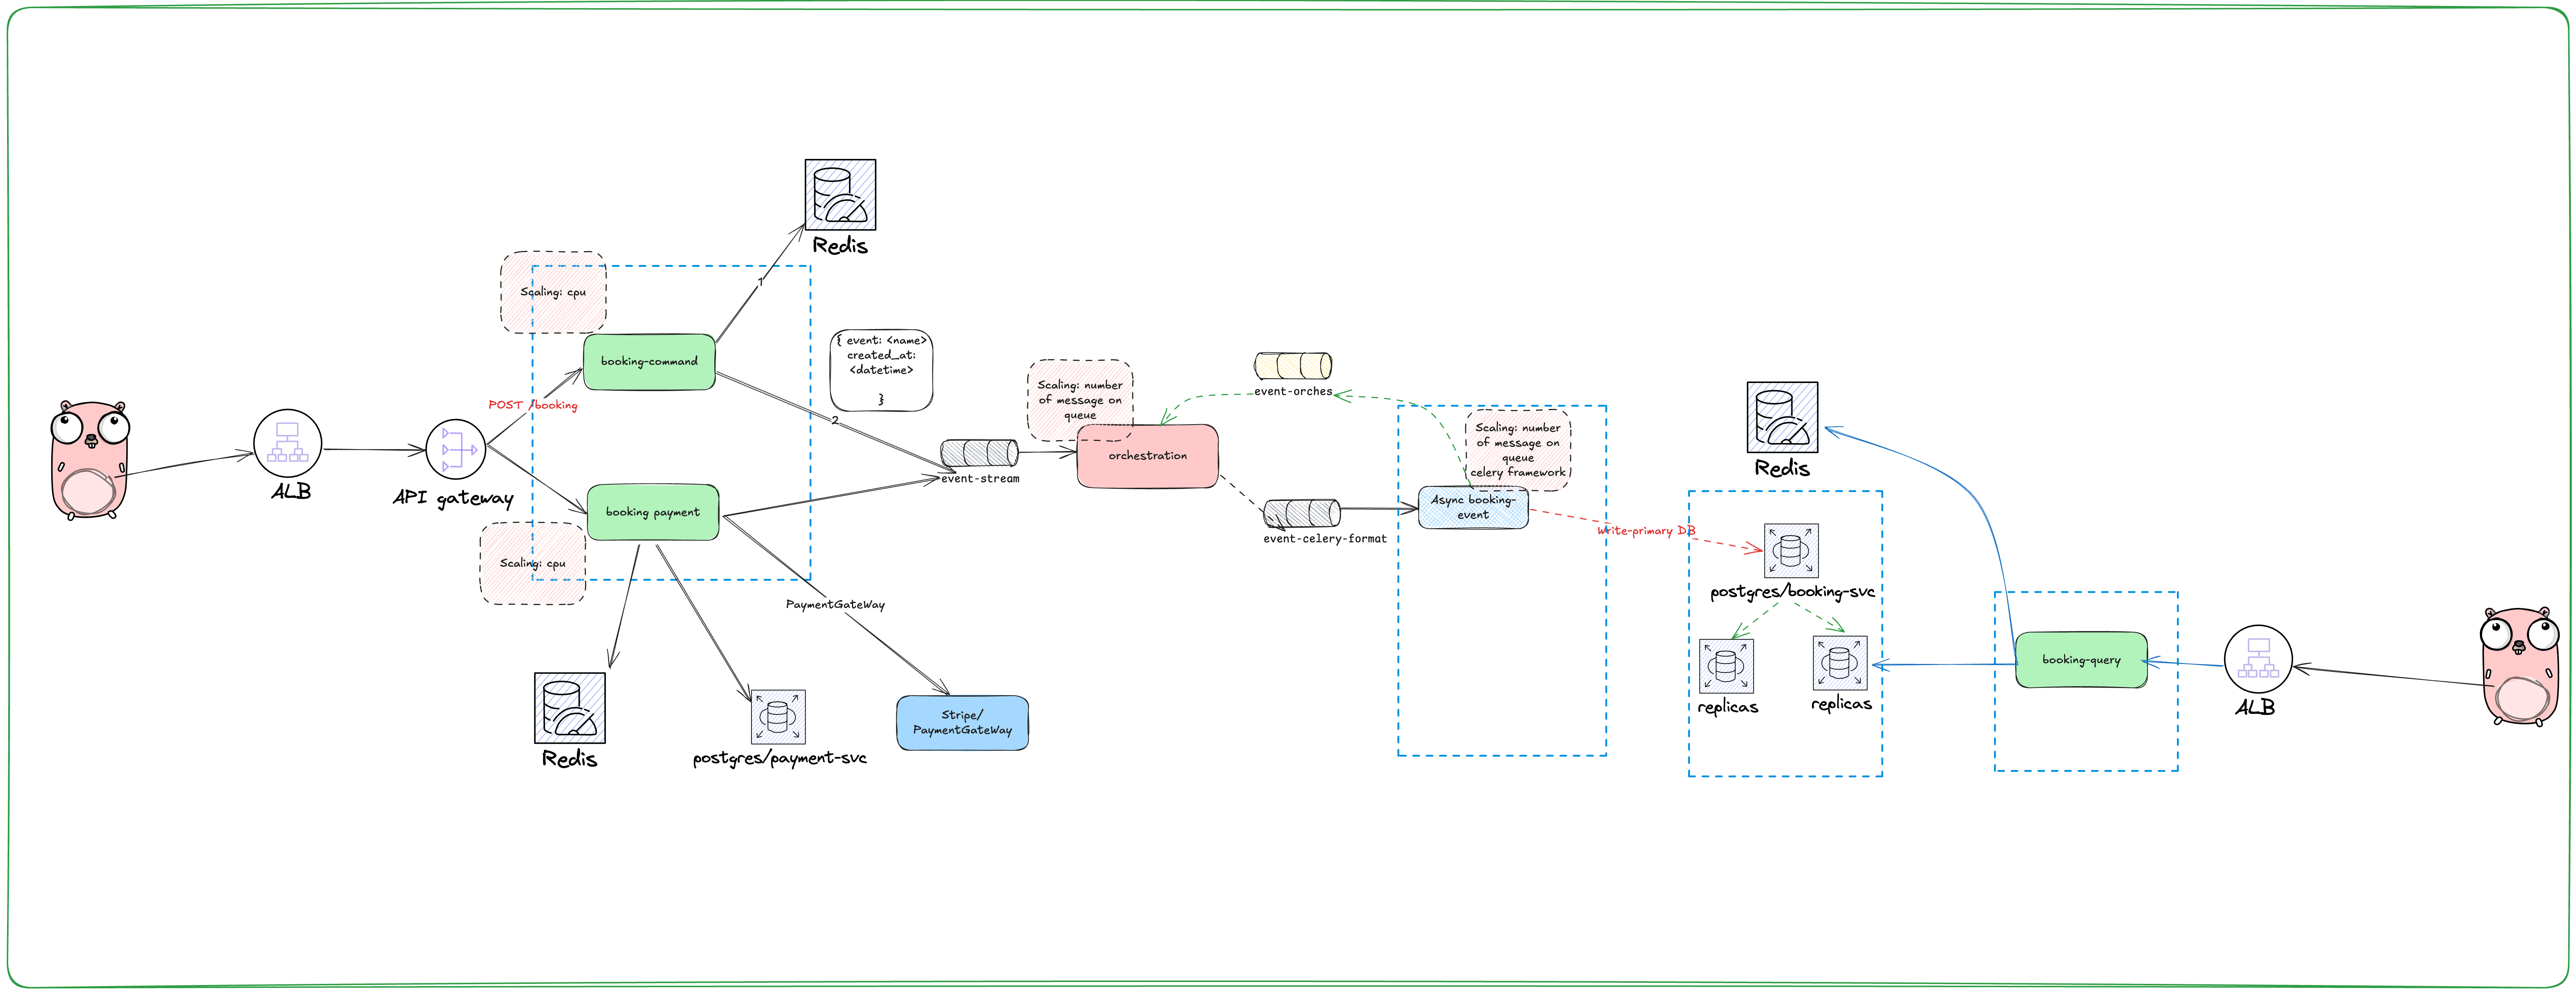 Redis
1
Scaling: cpu
booking-command
{ event: <name>
created_at:
<datetime>
}
POST /booking
2
ALB
API gateway
booking payment
Scaling: cpu
event-stream
PaymentGateWay
Redis
postgres/payment-svc
Stripe/
PaymentGateWay
Scaling: number
of message on
queue
orchestration
event-orches
event-celery-format
Scaling: number
of message on
queue
celery framework
Async booking-
event
write-primary DB
Redis
postgres/booking-svc
replicas
replicas
booking-query
ALB